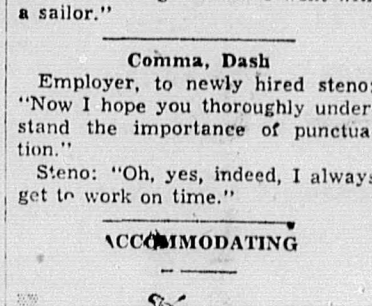 a sailor."
Comma, Dash
Employer, to newly hired steno:
"Now I hope you thoroughly under
stand the importance of punctua
tion."
Steno: "Oh, yes, indeed, I always
get to work on time."
ACCOMMODATING